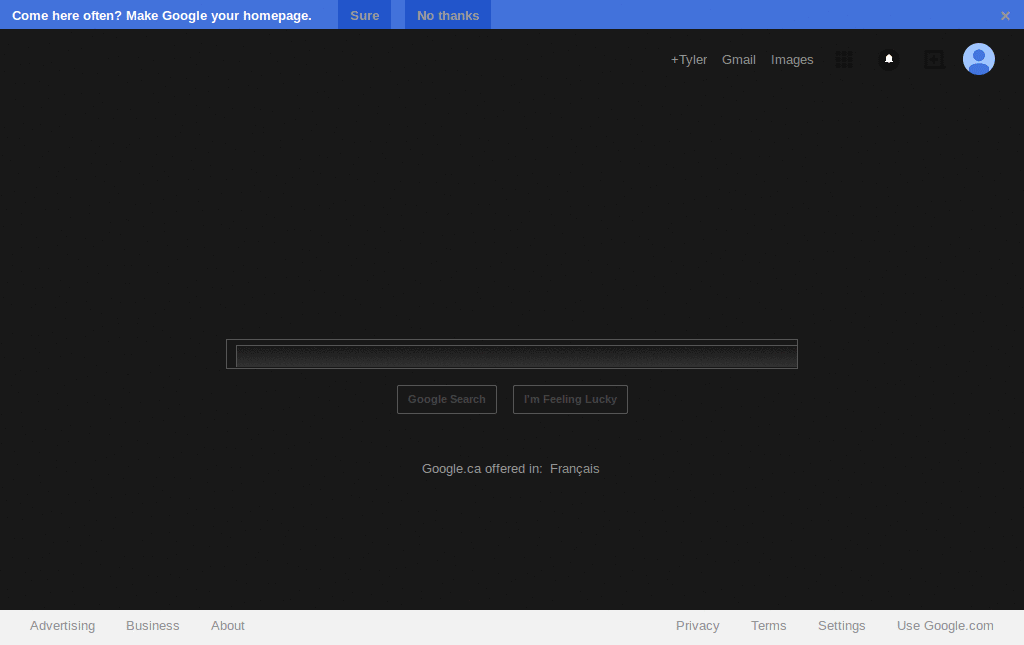 Come here often? Make Google your homepage. Sure No thanks ×
+Tyler Gmail Images
Google Search I'm Feeling Lucky
Google.ca offered in: Français
Advertising Business About Privacy Terms Settings Use Google.com